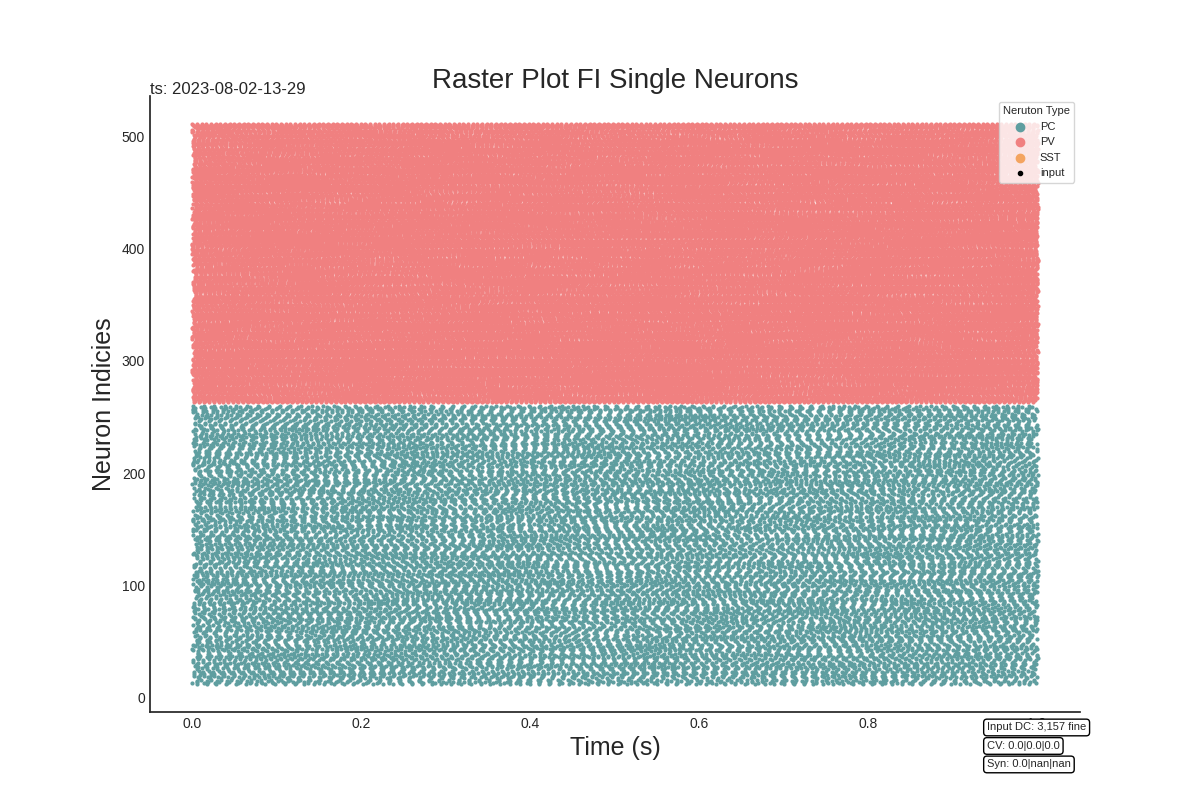 Raster Plot FI Single Neurons
ts: 2023-08-02-13-29
Neruton Type
PC
PV
SST
input
500
400
300
200
100
0
Neuron Indicies
0.0 0.2 0.4 0.6 0.8
Time (s)
Input DC: 3,157 fine
CV: 0.0|0.0|0.0
Syn: 0.0|nan|nan